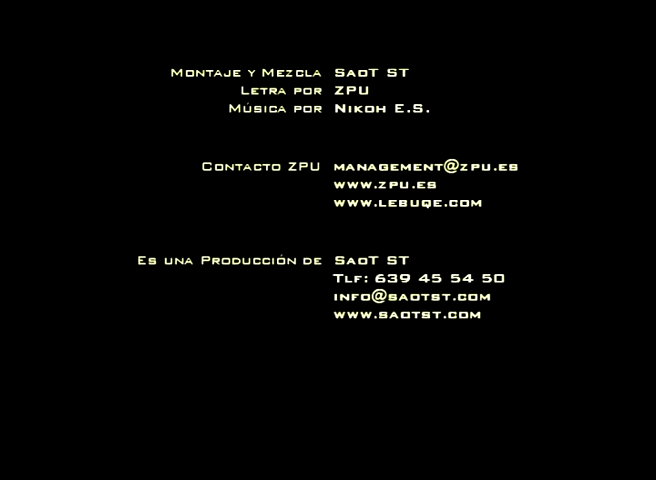 Montaje y Mezcla SaoT ST
Letra por ZPU
Música por Nikoh E.S.
Contacto ZPU management@zpu.es
www.zpu.es
www.lebuqe.com
Es una Producción de SaoT ST
Tlf: 639 45 54 50
info@saotst.com
www.saotst.com